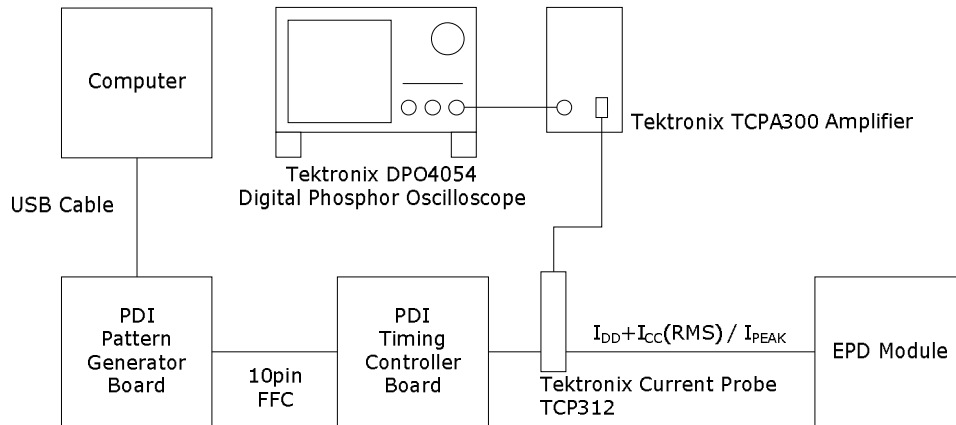 Computer
Tektronix TCPA300 Amplifier
Tektronix DPO4054
Digital Phosphor Oscilloscope
USB Cable
PDI
Pattern
Generator
Board
10pin
FFC
PDI
Timing
Controller
Board
I_DD+I_CC(RMS) / I_PEAK
Tektronix Current Probe
TCP312
EPD Module